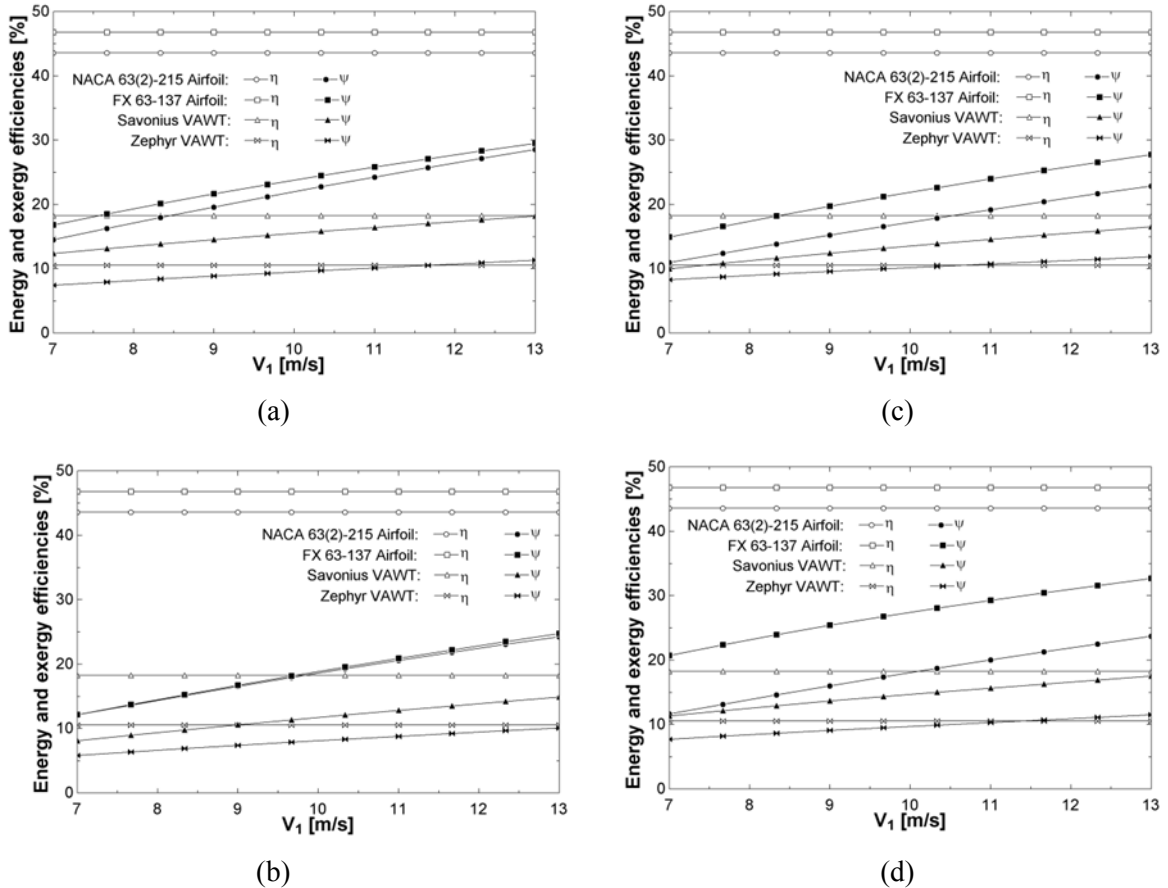 Energy and exergy efficiencies [%]
50
40
30
20
10
0
NACA 63(2)-215 Airfoil: η ψ
FX 63-137 Airfoil: η ψ
Savonius VAWT: η ψ
Zephyr VAWT: η ψ
7 8 9 10 11 12 13
V1 [m/s]
(a)
Energy and exergy efficiencies [%]
50
40
30
20
10
0
NACA 63(2)-215 Airfoil: η ψ
FX 63-137 Airfoil: η ψ
Savonius VAWT: η ψ
Zephyr VAWT: η ψ
7 8 9 10 11 12 13
V1 [m/s]
(c)
Energy and exergy efficiencies [%]
50
40
30
20
10
0
NACA 63(2)-215 Airfoil: η ψ
FX 63-137 Airfoil: η ψ
Savonius VAWT: η ψ
Zephyr VAWT: η ψ
7 8 9 10 11 12 13
V1 [m/s]
(b)
Energy and exergy efficiencies [%]
50
40
30
20
10
0
NACA 63(2)-215 Airfoil: η ψ
FX 63-137 Airfoil: η ψ
Savonius VAWT: η ψ
Zephyr VAWT: η ψ
7 8 9 10 11 12 13
V1 [m/s]
(d)